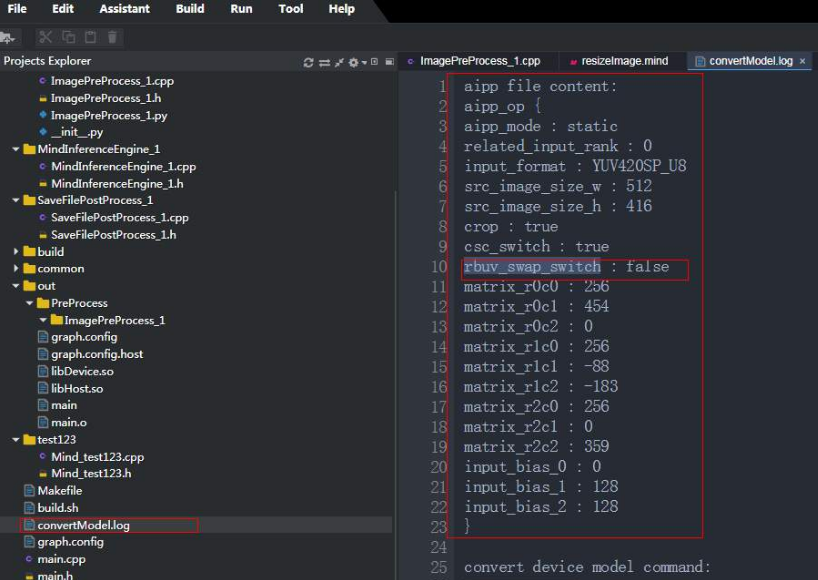 File Edit Assistant Build Run Tool Help
Projects Explorer
ImagePreProcess_1.cpp
resizeImage.mind
convertModel.log ×
ImagePreProcess_1.cpp
ImagePreProcess_1.h
ImagePreProcess_1.py
__init__.py
MindInferenceEngine_1
MindInferenceEngine_1.cpp
MindInferenceEngine_1.h
SaveFilePostProcess_1
SaveFilePostProcess_1.cpp
SaveFilePostProcess_1.h
build
common
out
PreProcess
ImagePreProcess_1
graph.config
graph.config.host
libDevice.so
libHost.so
main
main.o
test123
Mind_test123.cpp
Mind_test123.h
Makefile
build.sh
convertModel.log
graph.config
main.cpp
main.h
1 aipp file content:
2 aipp_op {
3 aipp_mode : static
4 related_input_rank : 0
5 input_format : YUV420SP_U8
6 src_image_size_w : 512
7 src_image_size_h : 416
8 crop : true
9 csc_switch : true
10 rbuv_swap_switch : false
11 matrix_r0c0 : 256
12 matrix_r0c1 : 454
13 matrix_r0c2 : 0
14 matrix_r1c0 : 256
15 matrix_r1c1 : -88
16 matrix_r1c2 : -183
17 matrix_r2c0 : 256
18 matrix_r2c1 : 0
19 matrix_r2c2 : 359
20 input_bias_0 : 0
21 input_bias_1 : 128
22 input_bias_2 : 128
23 }
24
25 convert device model command: